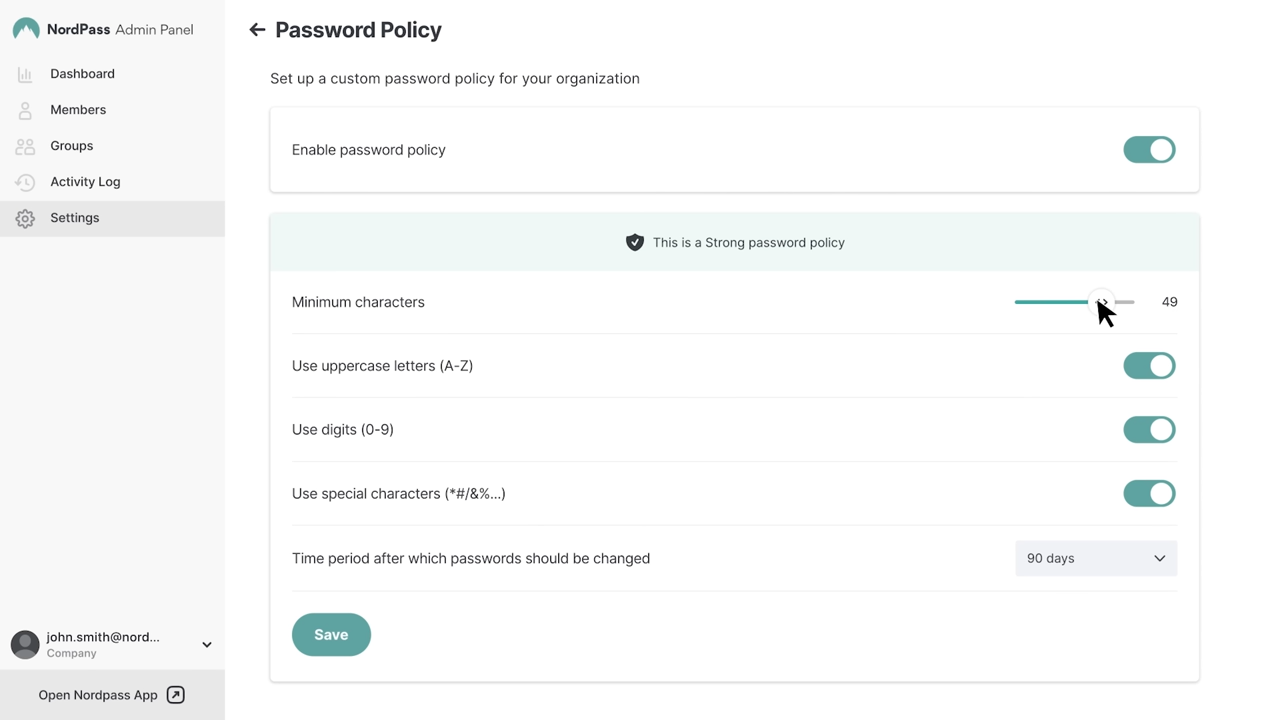 NordPass Admin Panel
Dashboard
Members
Groups
Activity Log
Settings
john.smith@nord...
Company
Open Nordpass App
Password Policy
Set up a custom password policy for your organization
Enable password policy
This is a Strong password policy
Minimum characters 49
Use uppercase letters (A-Z)
Use digits (0-9)
Use special characters (*#/&%...)
Time period after which passwords should be changed 90 days
Save